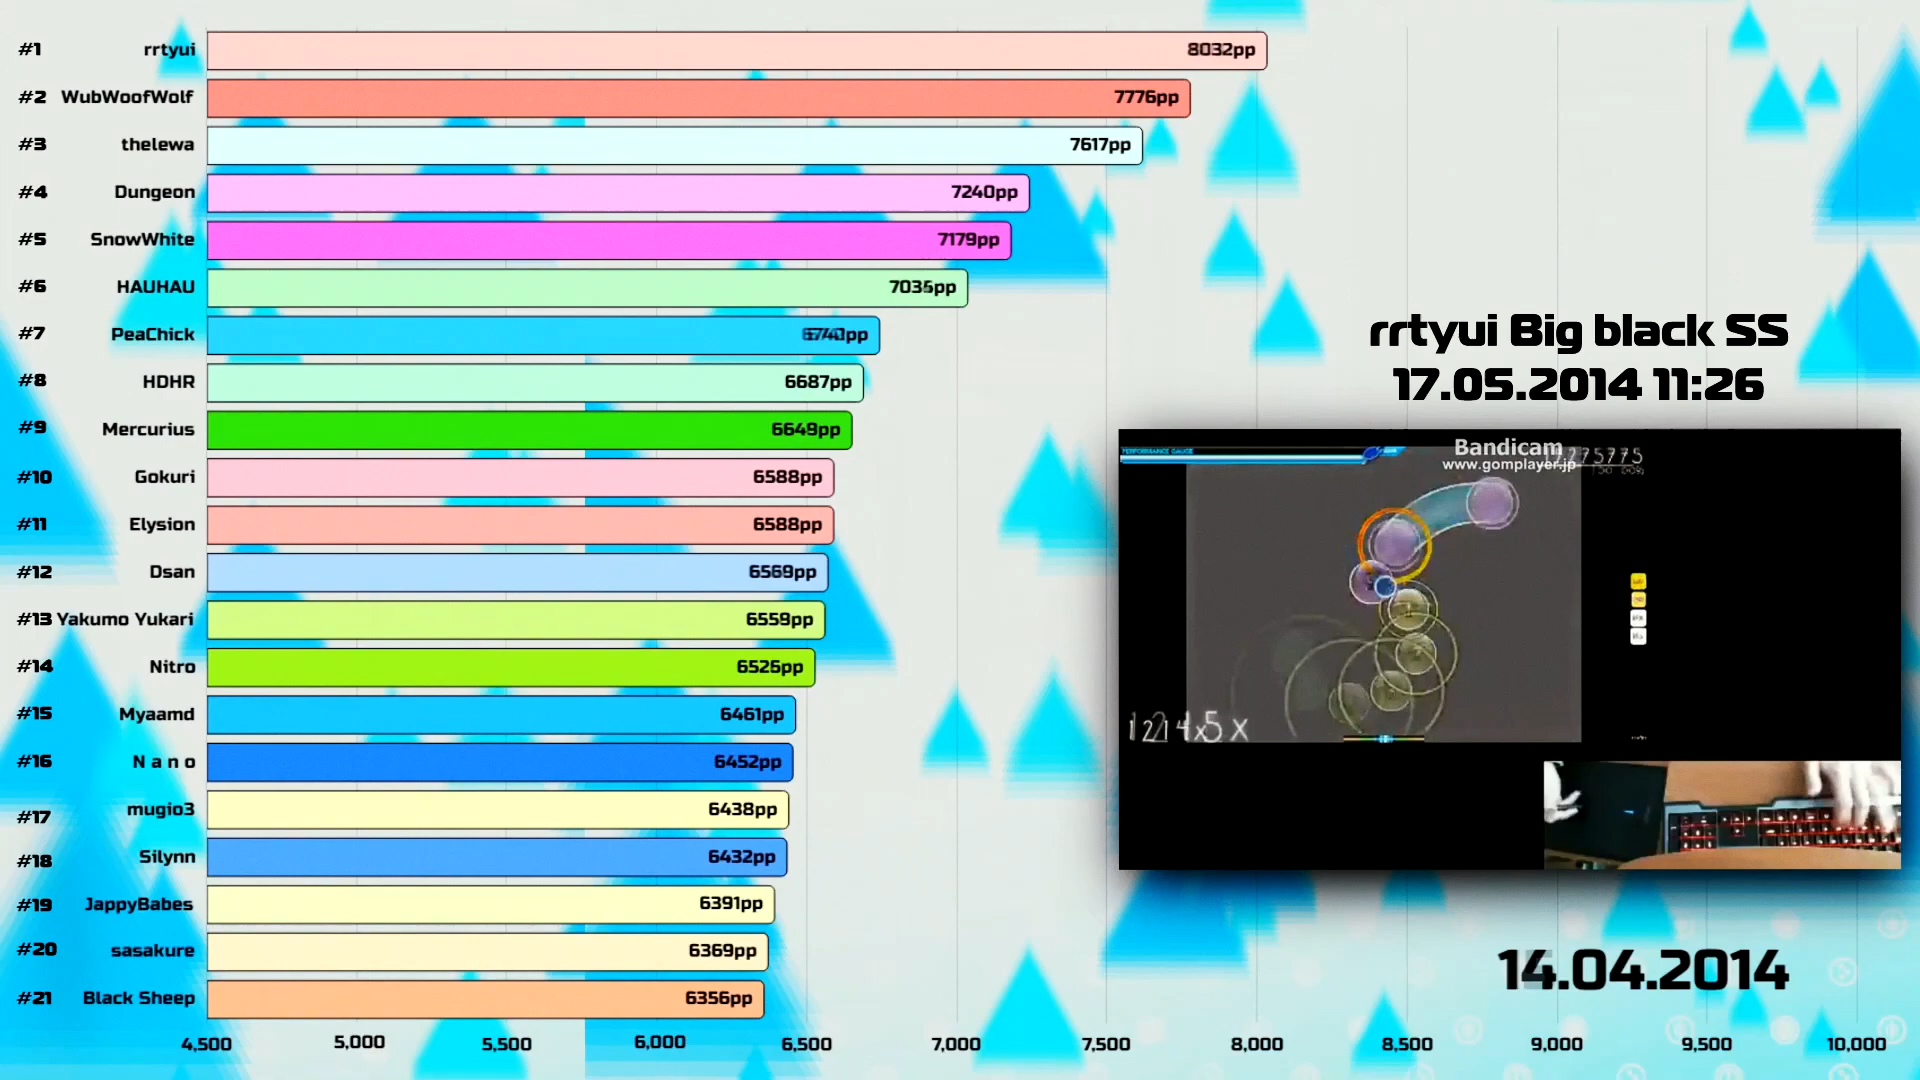 #1 rrtyui 8032pp
#2 WubWoofWolf 7776pp
#3 thelewa 7617pp
#4 Dungeon 7240pp
#5 SnowWhite 7179pp
#6 HAUHAU
#7 PeaChick
#8 HDHR 6687pp
#9 Mercurius 6649pp
#10 Gokuri 6588pp
#11 Elysion 6588pp
#12 Dsan 6569pp
#13 Yakumo Yukari 6559pp
#14 Nitro
#15 Myaamd 6461pp
#16 N a n o 6452pp
#17 mugio3 6438pp
#18 Silynn 6432pp
#19 JappyBabes 6391pp
#20 sasakure 6369pp
#21 Black Sheep 6356pp
4,500 5,000 5,500 6,000 6,500 7,000 7,500 8,000 8,500 9,000 9,500 10,000
rrtyui Big black SS
17.05.2014 11:26
PERFORMANCE GAUGE
Bandicam
www.gomplayer.jp
14.04.2014